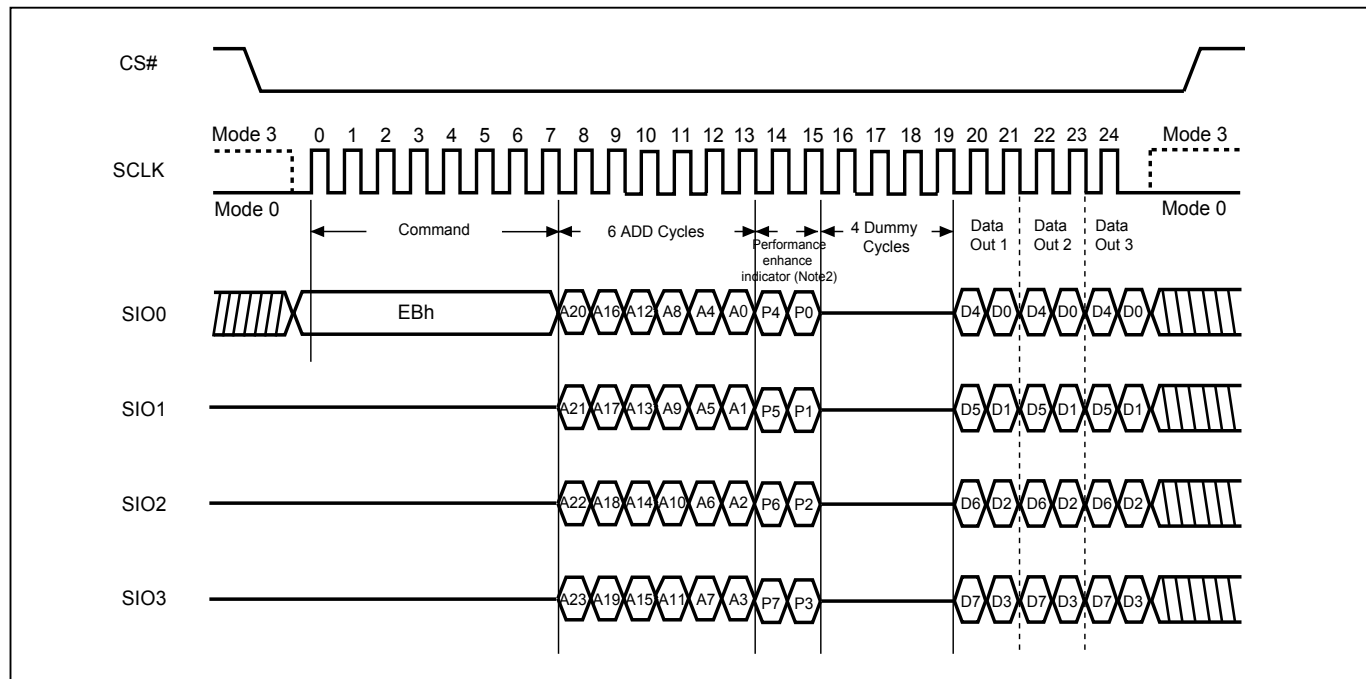 CS#
Mode 3 0 1 2 3 4 5 6 7 8 9 10 11 12 13 14 15 16 17 18 19 20 21 22 23 24 Mode 3
SCLK
Mode 0 Mode 0
Command 6 ADD Cycles Performance enhance indicator (Note2) 4 Dummy Cycles Data Out 1 Data Out 2 Data Out 3
SIO0 EBh A20 A16 A12 A8 A4 A0 P4 P0 D4 D0 D4 D0 D4 D0
SIO1 A21 A17 A13 A9 A5 A1 P5 P1 D5 D1 D5 D1 D5 D1
SIO2 A22 A18 A14 A10 A6 A2 P6 P2 D6 D2 D6 D2 D6 D2
SIO3 A23 A19 A15 A11 A7 A3 P7 P3 D7 D3 D7 D3 D7 D3